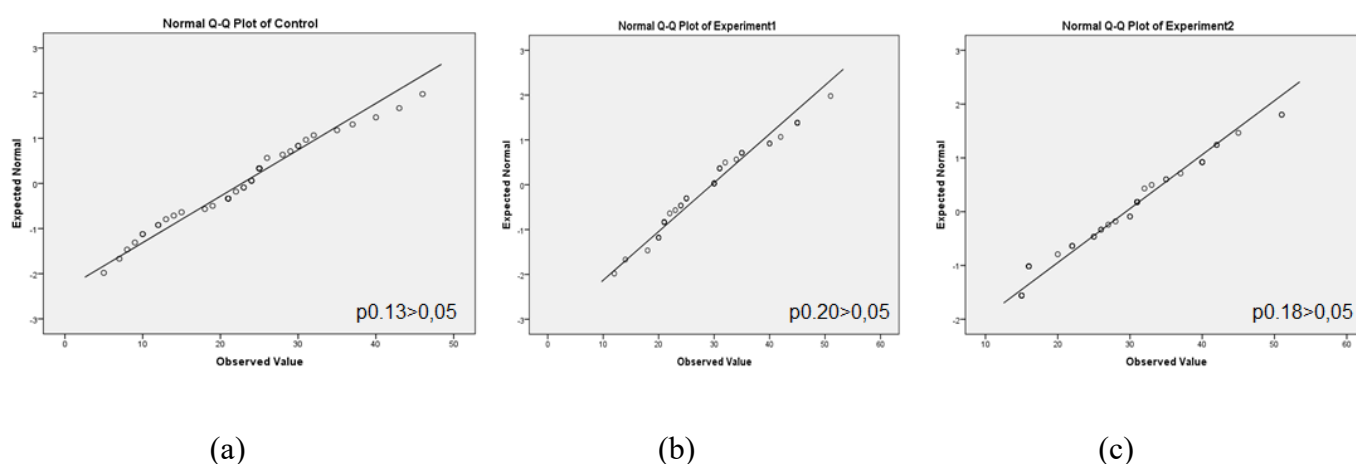 Normal Q-Q Plot of Control
Expected Normal
3
2
1
0
-1
-2
-3
0 10 20 30 40 50
Observed Value
p0.13>0,05
(a)
Normal Q-Q Plot of Experiment1
Expected Normal
3
2
1
0
-1
-2
-3
0 10 20 30 40 50 60
Observed Value
p0.20>0,05
(b)
Normal Q-Q Plot of Experiment2
Expected Normal
3
2
1
0
-1
-2
10 20 30 40 50 60
Observed Value
p0.18>0,05
(c)